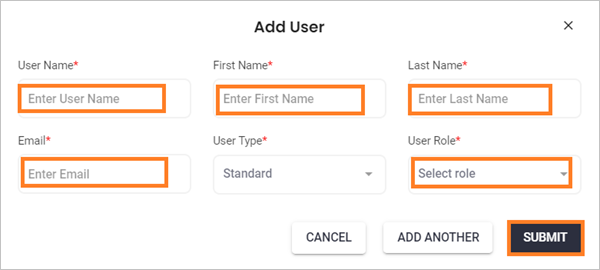 Add User
User Name* First Name* Last Name*
Enter User Name Enter First Name Enter Last Name
Email* User Type* User Role*
Enter Email Standard Select role
CANCEL ADD ANOTHER SUBMIT